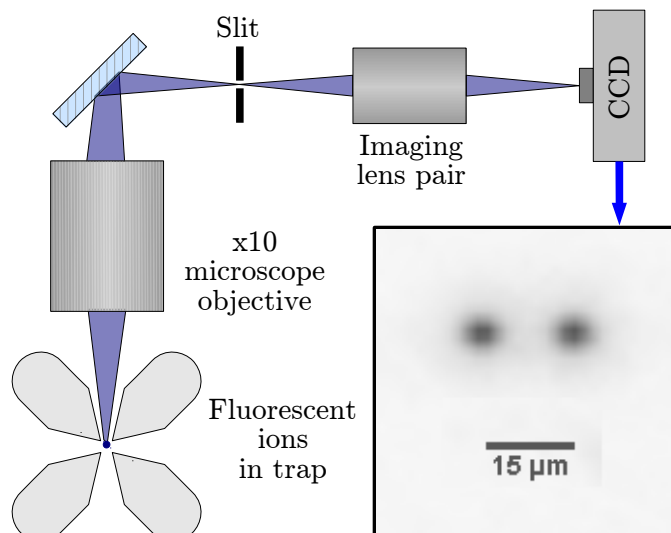 Slit
CCD
Imaging
lens pair
x10
microscope
objective
Fluorescent
ions
in trap
15 µm